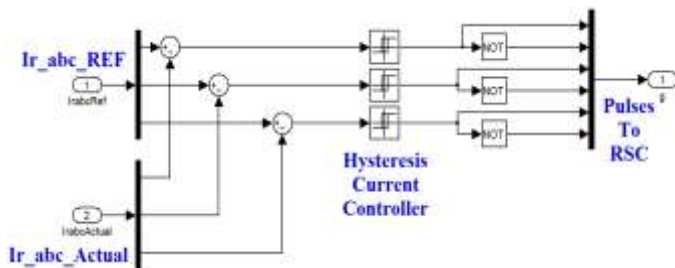 Ir_abc_REF
1
IrabcRef
NOT
NOT
NOT
1
g
Pulses
To
RSC
Hysteresis
Current
Controller
2
IrabcActual
Ir_abc_Actual